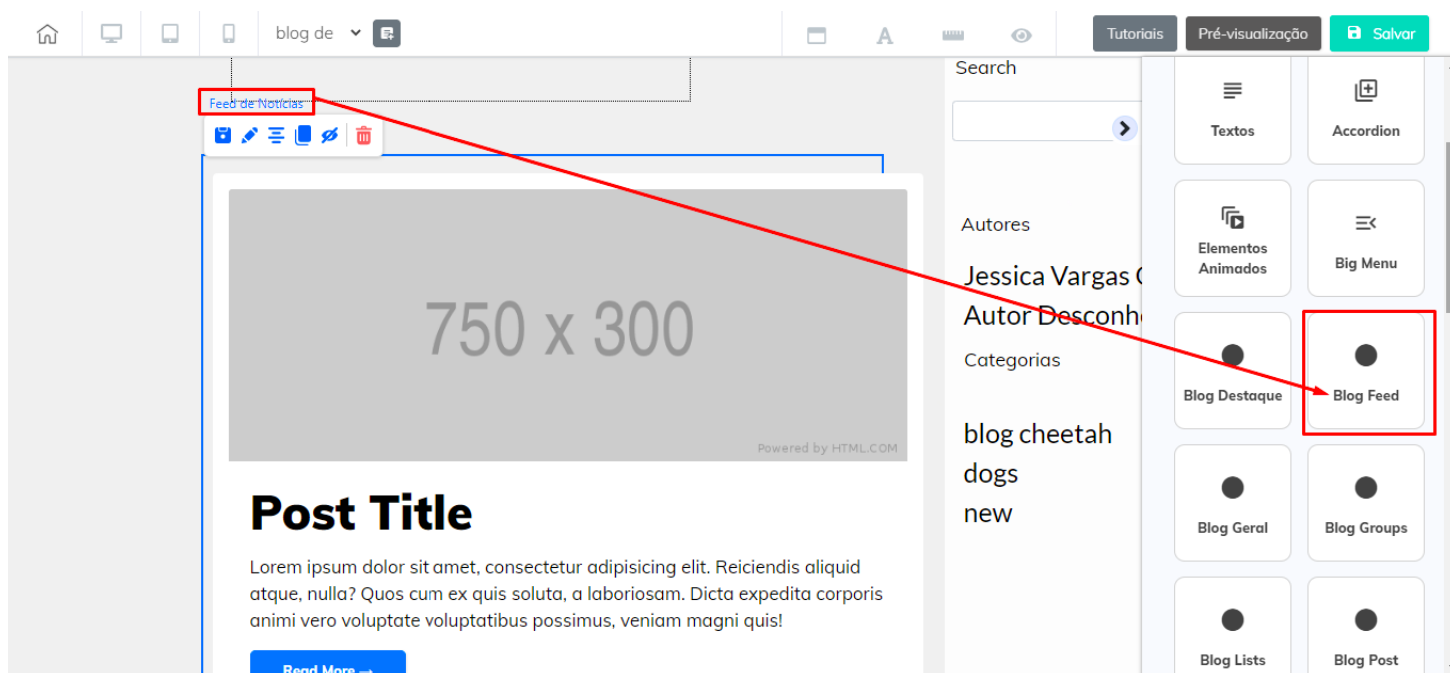 blog de
Tutoriais
Pré-visualização
Salvar
Feed de Notícias
750 x 300
Powered by HTML.COM
Post Title
Lorem ipsum dolor sit amet, consectetur adipisicing elit. Reiciendis aliquid
atque, nulla? Quos cum ex quis soluta, a laboriosam. Dicta expedita corporis
animi vero voluptate voluptatibus possimus, veniam magni quis!
Read More →
Search
Autores
Jessica Vargas
Autor Desconh
Categorias
blog cheetah
dogs
new
Textos
Accordion
Elementos
Animados
Big Menu
Blog Destaque
Blog Feed
Blog Geral
Blog Groups
Blog Lists
Blog Post